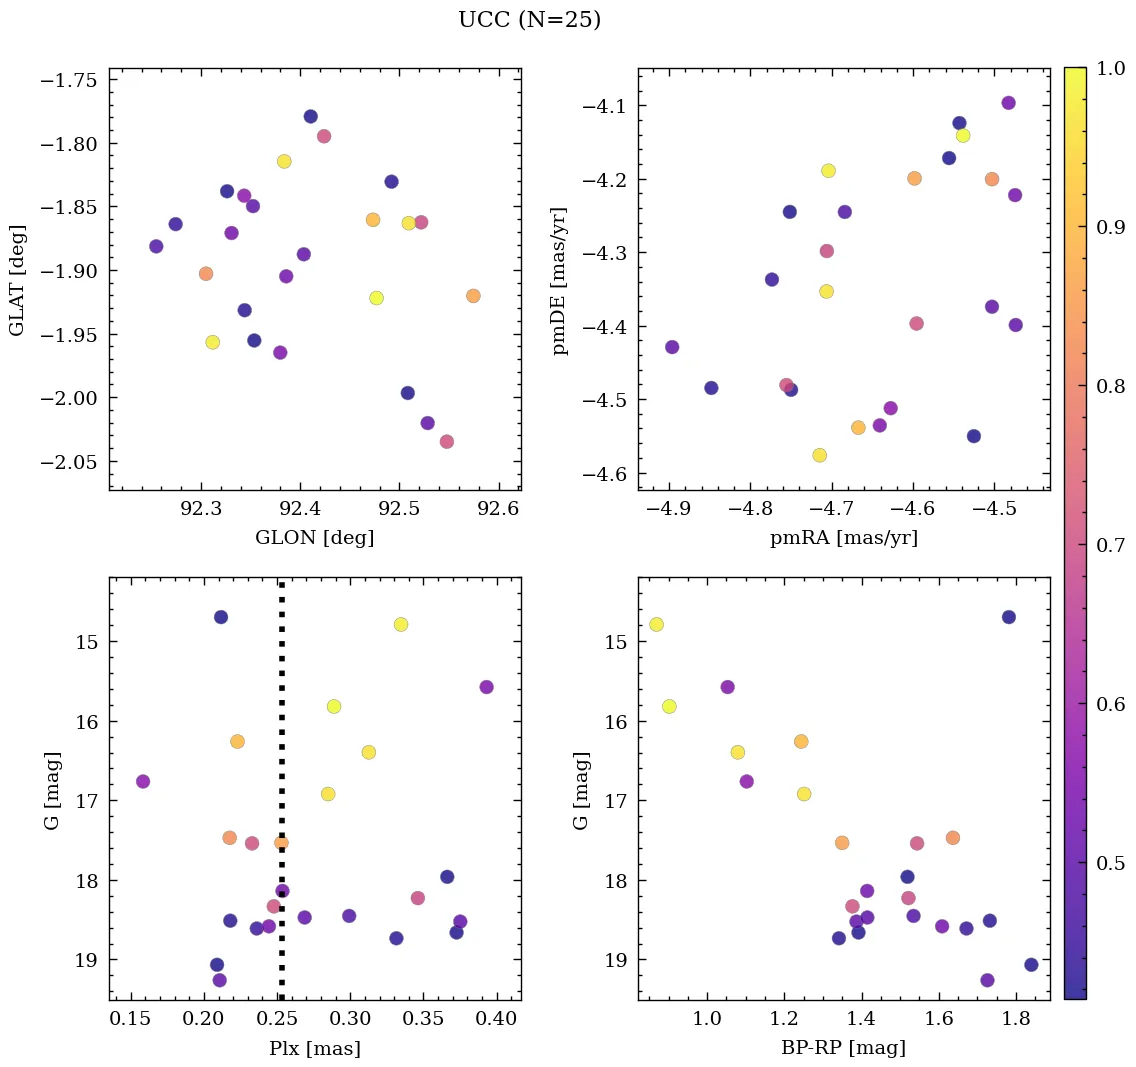 UCC (N=25)
−1.75
−1.80
−1.85
−1.90
−1.95
−2.00
−2.05
GLAT [deg]
92.3 92.4 92.5 92.6
GLON [deg]
−4.1
−4.2
−4.3
−4.4
−4.5
−4.6
pmDE [mas/yr]
−4.9 −4.8 −4.7 −4.6 −4.5
pmRA [mas/yr]
1.0
0.9
0.8
0.7
0.6
0.5
15
16
17
18
19
G [mag]
0.15 0.20 0.25 0.30 0.35 0.40
Plx [mas]
15
16
17
18
19
G [mag]
1.0 1.2 1.4 1.6 1.8
BP-RP [mag]